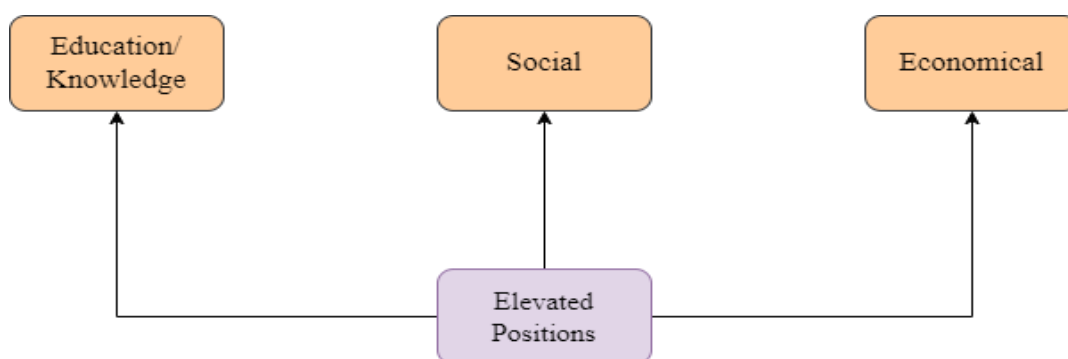 Education/
Knowledge
Social
Economical
Elevated
Positions